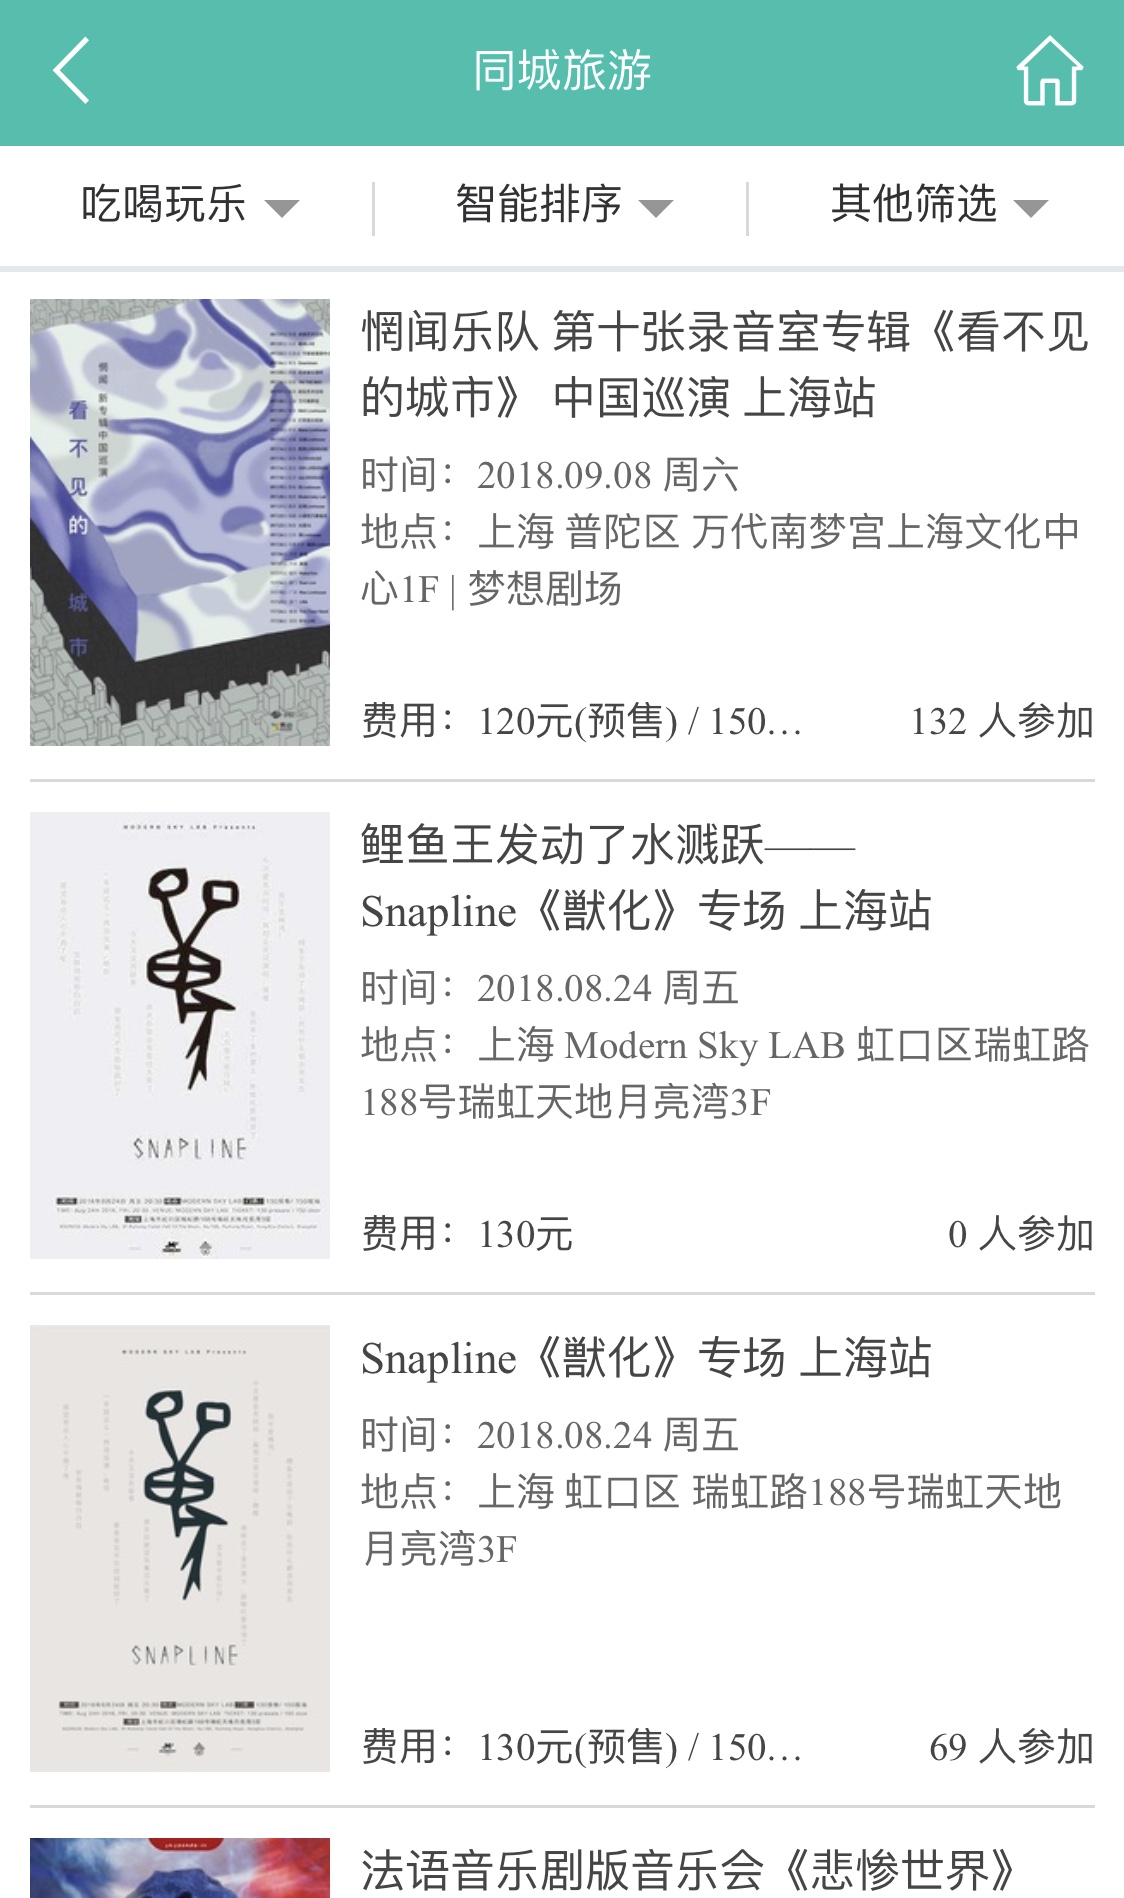 同城旅游
吃喝玩乐
智能排序
其他筛选
看不见的城市
惘闻 新专辑中国巡演
惘闻乐队 第十张录音室专辑《看不见
的城市》 中国巡演 上海站
时间：2018.09.08 周六
地点：上海 普陀区 万代南梦宫上海文化中
心1F | 梦想剧场
费用：120元(预售) / 150...
132 人参加
MODERN SKY LAB Presents
SNAPLINE
鲤鱼王发动了水溅跃——
Snapline《獸化》专场 上海站
时间：2018.08.24 周五
地点：上海 Modern Sky LAB 虹口区瑞虹路
188号瑞虹天地月亮湾3F
费用：130元
0 人参加
MODERN SKY LAB Presents
SNAPLINE
Snapline《獸化》专场 上海站
时间：2018.08.24 周五
地点：上海 虹口区 瑞虹路188号瑞虹天地
月亮湾3F
费用：130元(预售) / 150...
69 人参加
法语音乐剧版音乐会《悲惨世界》